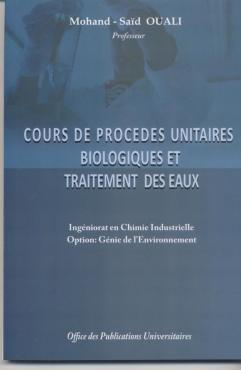 Mohand - Saïd OUALI
Professeur
COURS DE PROCEDES UNITAIRES
BIOLOGIQUES ET
TRAITEMENT DES EAUX
Ingéniorat en Chimie Industrielle
Option: Génie de l'Environnement
Office des Publications Universitaires